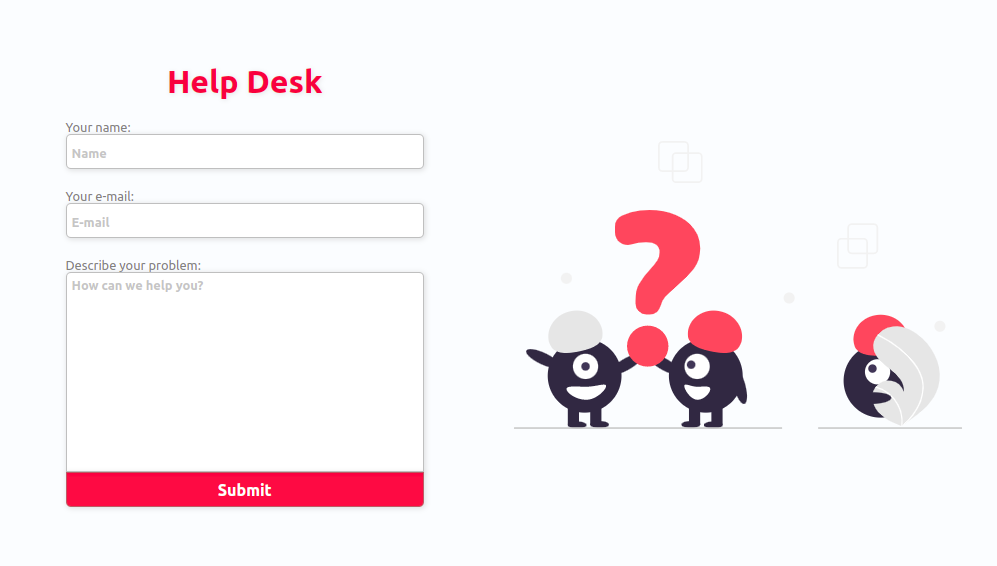 Help Desk
Your name:
Name
Your e-mail:
E-mail
Describe your problem:
How can we help you?
Submit
?